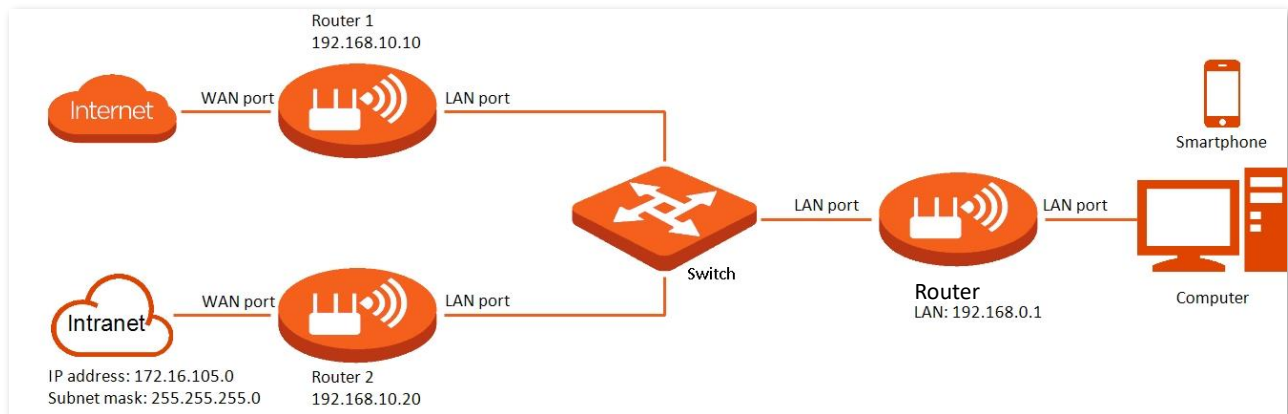 Router 1
192.168.10.10
Internet
WAN port
LAN port
Smartphone
LAN port
LAN port
Switch
Router
LAN: 192.168.0.1
Computer
Intranet
WAN port
LAN port
IP address: 172.16.105.0
Subnet mask: 255.255.255.0
Router 2
192.168.10.20